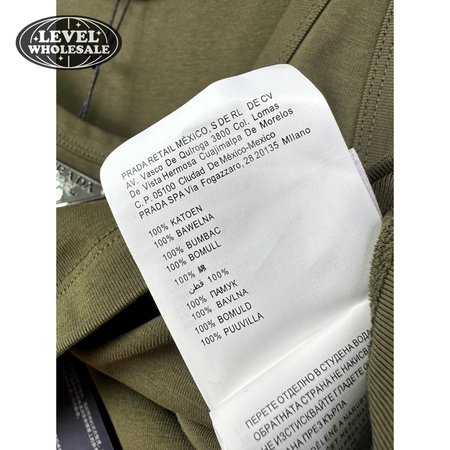 LEVEL
WHOLESALE
PRADA RETAIL MÉXICO, S DE RL DE CV
AV. Vasco De Quiroga 3800 Col. Lomas
De Vista Hermosa Cuajimalpa De Morelos
C. P. 05100 Ciudad De México-Mexico
PRADA SPA Via Fogazzaro, 28 20135 Milano
100% KATOEN
100% BAWEŁNA
100% BUMBAC
100% BOMULL
100% 綿
100% قطن
100% ПАМУК
100% BAVLNA
100% BOMULD
100% PUUVILLA
ПЕРЕТЕ ОТДЕЛНО В СТУДЕНА ВОДА
ОБРАТНАТА СТРАНА НЕ НАКИСВА
НЕ ИЗСТИСКВАЙТЕ ГЛАДЕТЕ